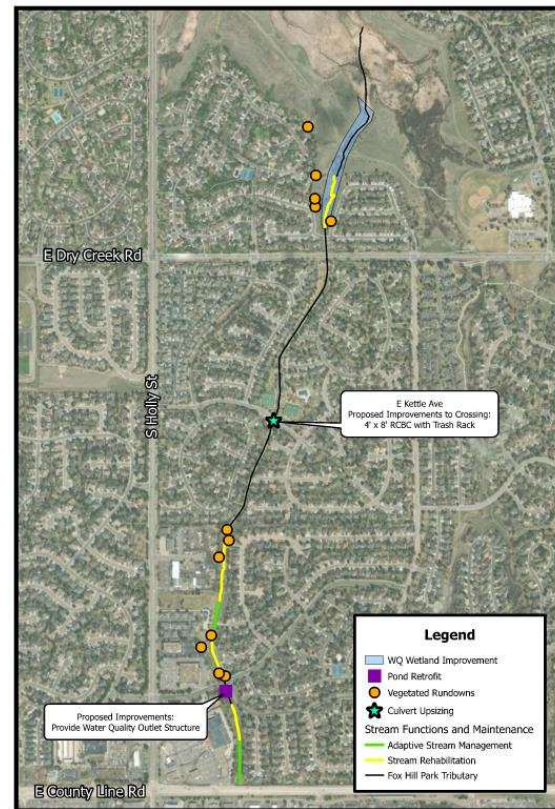 E Dry Creek Rd
S Holly St
E Kettle Ave
Proposed Improvements to Crossing:
4' x 8' RCBC with Trash Rack
Legend
WQ Wetland Improvement
Pond Retrofit
Vegetated Rundowns
Culvert Upsizing
Stream Functions and Maintenance
Adaptive Stream Management
Stream Rehabilitation
Fox Hill Park Tributary
Proposed Improvements:
Provide Water Quality Outlet Structure
E County Line Rd